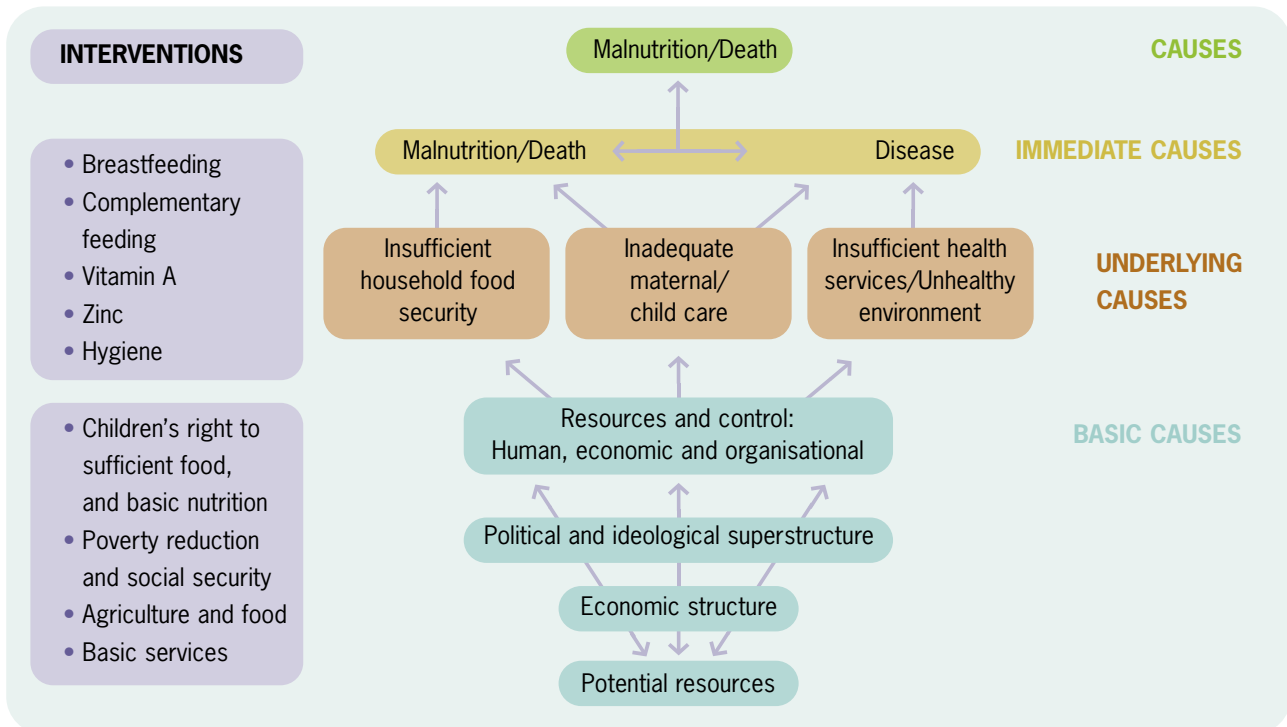 INTERVENTIONS
• Breastfeeding
• Complementary
feeding
• Vitamin A
• Zinc
• Hygiene
• Children’s right to
sufficient food,
and basic nutrition
• Poverty reduction
and social security
• Agriculture and food
• Basic services
Malnutrition/Death
CAUSES
Malnutrition/Death
Disease
IMMEDIATE CAUSES
Insufficient
household food
security
Inadequate
maternal/
child care
Insufficient health
services/Unhealthy
environment
UNDERLYING
CAUSES
Resources and control:
Human, economic and organisational
BASIC CAUSES
Political and ideological superstructure
Economic structure
Potential resources